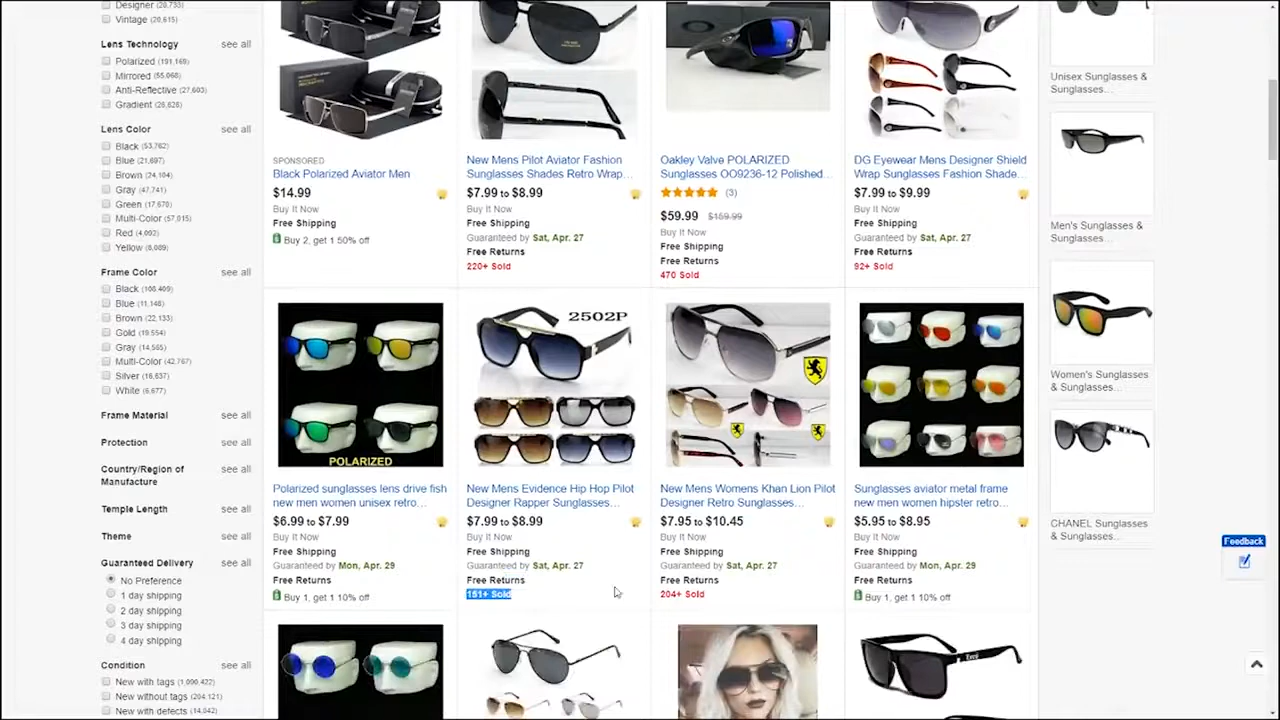 Designer (20,733)
Vintage (20,615)
Lens Technology see all
Polarized (191,169)
Mirrored (55,068)
Anti-Reflective (27,603)
Gradient (26,828)
Lens Color see all
Black (53,762)
Blue (21,697)
Brown (24,104)
Gray (47,741)
Green (17,670)
Multi-Color (57,015)
Red (4,002)
Yellow (8,089)
Frame Color see all
Black (108,409)
Blue (11,148)
Brown (22,133)
Gold (19,554)
Gray (14,565)
Multi-Color (42,767)
Silver (16,637)
White (6,677)
Frame Material see all
Protection see all
Country/Region of see all
Manufacture
Temple Length see all
Theme see all
Guaranteed Delivery see all
No Preference
1 day shipping
2 day shipping
3 day shipping
4 day shipping
Condition see all
New with tags (1,090,422)
New without tags (204,121)
New with defects (14,842)
SPONSORED
Black Polarized Aviator Men
$14.99
Buy It Now
Free Shipping
Buy 2, get 1 50% off
New Mens Pilot Aviator Fashion
Sunglasses Shades Retro Wrap...
$7.99 to $8.99
Buy It Now
Free Shipping
Guaranteed by Sat, Apr. 27
Free Returns
220+ Sold
Oakley Valve POLARIZED
Sunglasses OO9236-12 Polished...
(3)
$59.99 $159.99
Buy It Now
Free Shipping
Free Returns
470 Sold
DG Eyewear Mens Designer Shield
Wrap Sunglasses Fashion Shade...
$7.99 to $9.99
Buy It Now
Free Shipping
Guaranteed by Sat, Apr. 27
Free Returns
92+ Sold
POLARIZED
Polarized sunglasses lens drive fish
new men women unisex retro...
$6.99 to $7.99
Buy It Now
Free Shipping
Guaranteed by Mon, Apr. 29
Free Returns
Buy 1, get 1 10% off
2502P
New Mens Evidence Hip Hop Pilot
Designer Rapper Sunglasses...
$7.99 to $8.99
Buy It Now
Free Shipping
Guaranteed by Sat, Apr. 27
Free Returns
151+ Sold
New Mens Womens Khan Lion Pilot
Designer Retro Sunglasses...
$7.95 to $10.45
Buy It Now
Free Shipping
Guaranteed by Sat, Apr. 27
Free Returns
204+ Sold
Sunglasses aviator metal frame
new men women hipster retro...
$5.95 to $8.95
Buy It Now
Free Shipping
Guaranteed by Mon, Apr. 29
Free Returns
Buy 1, get 1 10% off
Unisex Sunglasses &
Sunglasses...
Men's Sunglasses &
Sunglasses...
Women's Sunglasses
& Sunglasses...
CHANEL Sunglasses
& Sunglasses...
Feedback